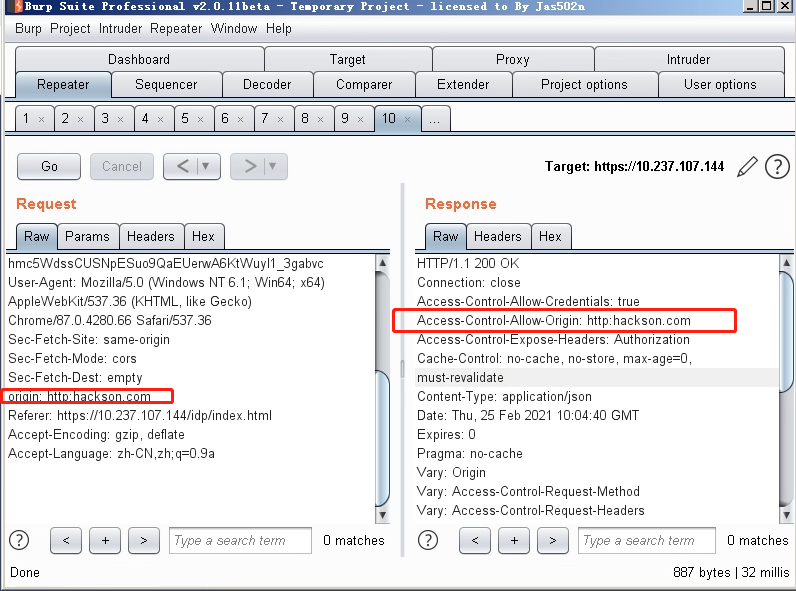 Burp Suite Professional v2.0.11beta - Temporary Project - licensed to By Jas502n
Burp Project Intruder Repeater Window Help
Dashboard Target Proxy Intruder
Repeater Sequencer Decoder Comparer Extender Project options User options
1 × 2 × 3 × 4 × 5 × 6 × 7 × 8 × 9 × 10 × ...
Go Cancel < ▼ > ▼ Target: https://10.237.107.144 ?
Request
Raw Params Headers Hex
hmc5WdssCUSNpESuo9QaEUerwA6KtWuyI1_3gabvc
User-Agent: Mozilla/5.0 (Windows NT 6.1; Win64; x64)
AppleWebKit/537.36 (KHTML, like Gecko)
Chrome/87.0.4280.66 Safari/537.36
Sec-Fetch-Site: same-origin
Sec-Fetch-Mode: cors
Sec-Fetch-Dest: empty
origin: http:hackson.com
Referer: https://10.237.107.144/idp/index.html
Accept-Encoding: gzip, deflate
Accept-Language: zh-CN,zh;q=0.9a
? < + > Type a search term 0 matches
Response
Raw Headers Hex
HTTP/1.1 200 OK
Connection: close
Access-Control-Allow-Credentials: true
Access-Control-Allow-Origin: http:hackson.com
Access-Control-Expose-Headers: Authorization
Cache-Control: no-cache, no-store, max-age=0,
must-revalidate
Content-Type: application/json
Date: Thu, 25 Feb 2021 10:04:40 GMT
Expires: 0
Pragma: no-cache
Vary: Origin
Vary: Access-Control-Request-Method
Vary: Access-Control-Request-Headers
? < + > Type a search term 0 matches
Done 887 bytes | 32 millis